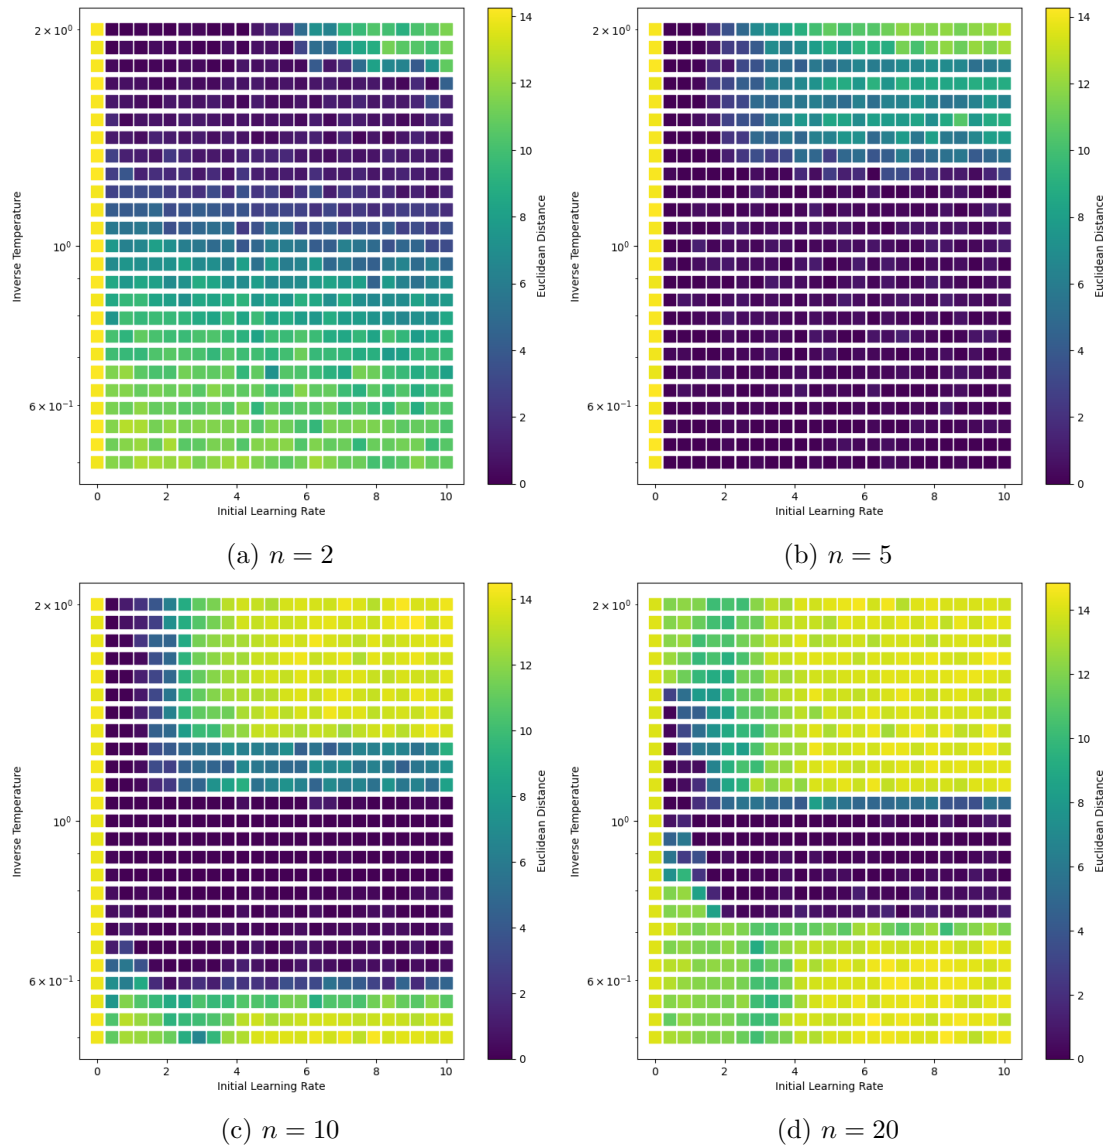 2 × 10⁰
10⁰
6 × 10⁻¹
Inverse Temperature
0 2 4 6 8 10
Initial Learning Rate
14
12
10
8
6
4
2
0
Euclidean Distance
(a) n = 2
2 × 10⁰
10⁰
6 × 10⁻¹
Inverse Temperature
0 2 4 6 8 10
Initial Learning Rate
14
12
10
8
6
4
2
0
Euclidean Distance
(b) n = 5
2 × 10⁰
10⁰
6 × 10⁻¹
Inverse Temperature
0 2 4 6 8 10
Initial Learning Rate
14
12
10
8
6
4
2
0
Euclidean Distance
(c) n = 10
2 × 10⁰
10⁰
6 × 10⁻¹
Inverse Temperature
0 2 4 6 8 10
Initial Learning Rate
14
12
10
8
6
4
2
0
Euclidean Distance
(d) n = 20